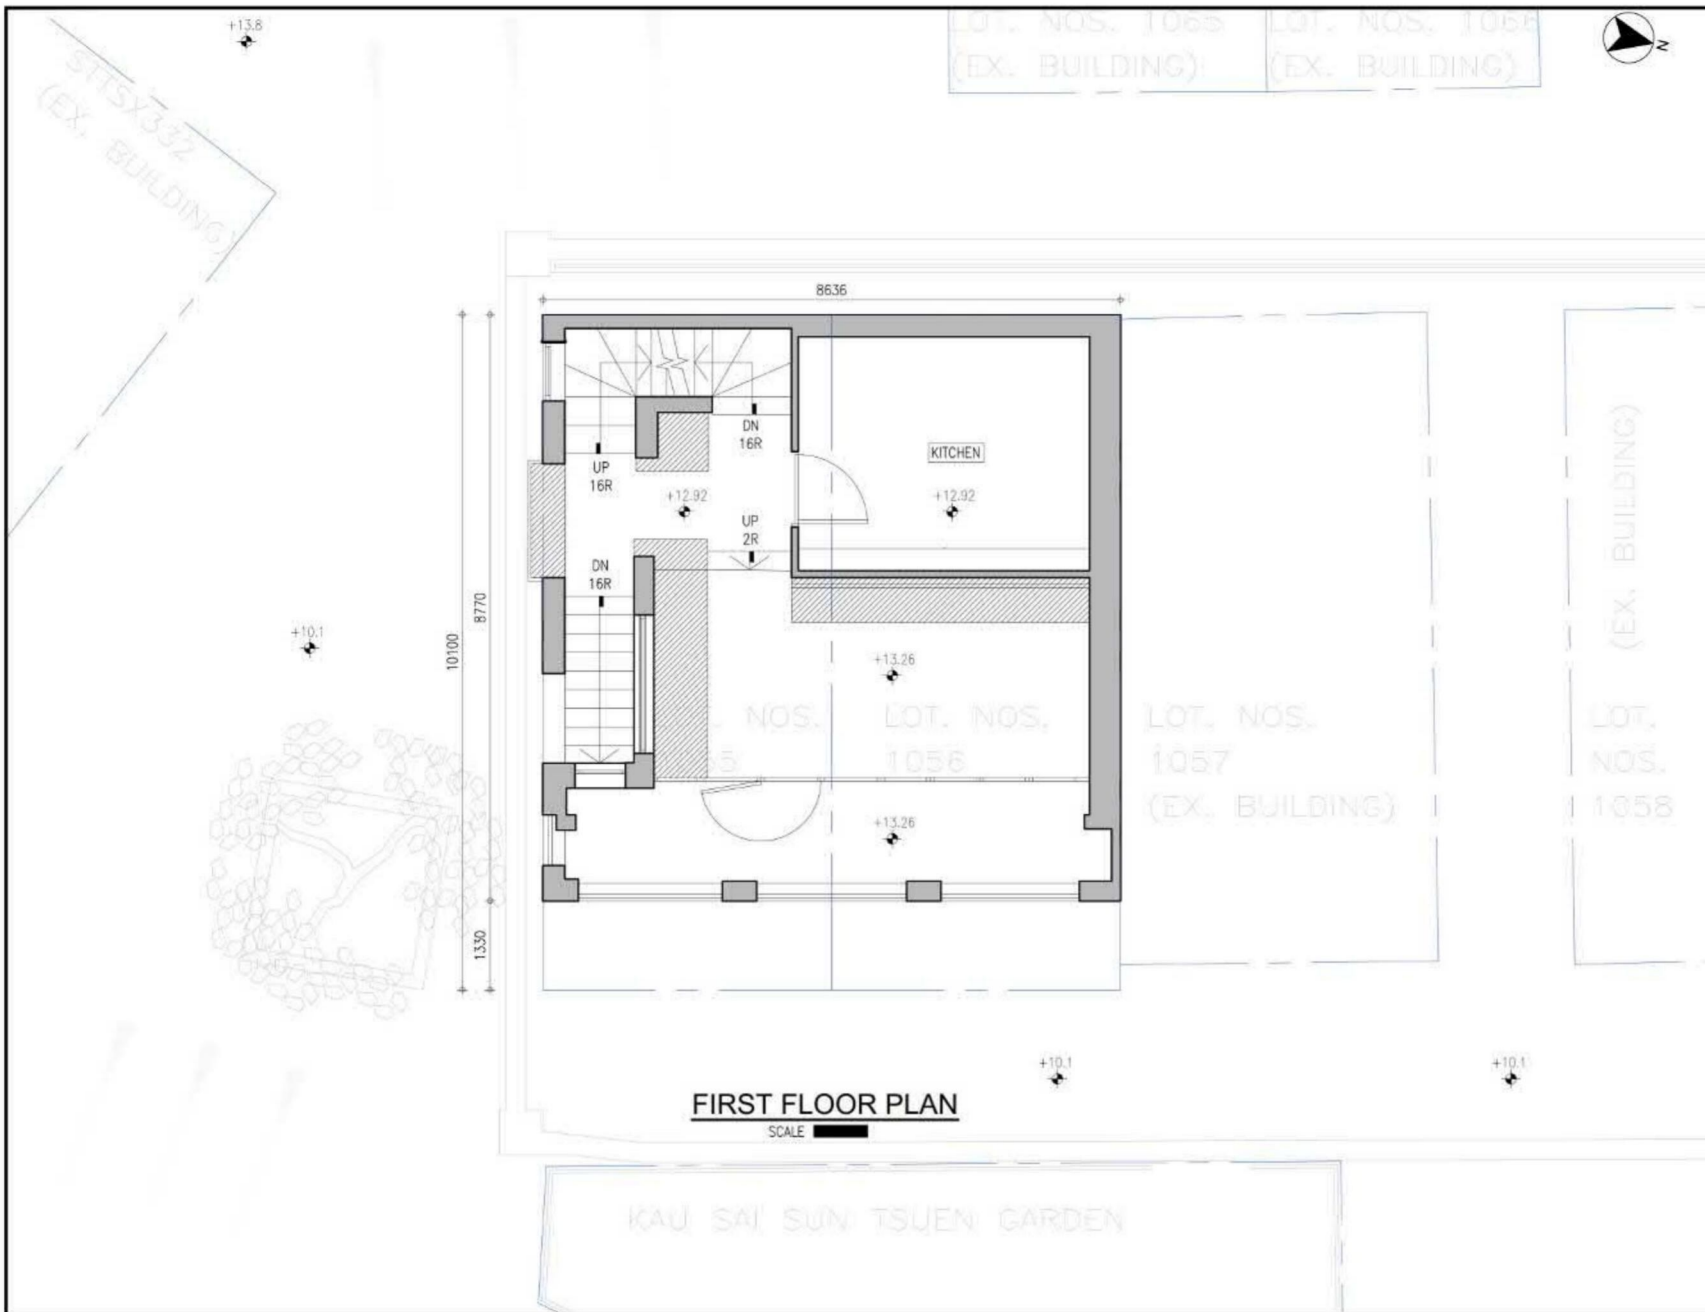 +13.8
LOT. NOS. 1065
(EX. BUILDING)
LOT. NOS. 1066
(EX. BUILDING)
N
STTSX332
(EX. BUILDING)
8636
DN
16R
UP
16R
KITCHEN
+12.92
+12.92
UP
2R
DN
16R
(EX. BUILDING)
8770
10100
+10.1
+13.26
NOS.
LOT. NOS.
1056
LOT. NOS.
1057
(EX. BUILDING)
LOT.
NOS.
1058
+13.26
1330
+10.1
+10.1
FIRST FLOOR PLAN
SCALE
KAU SAI SUN TSUEN GARDEN